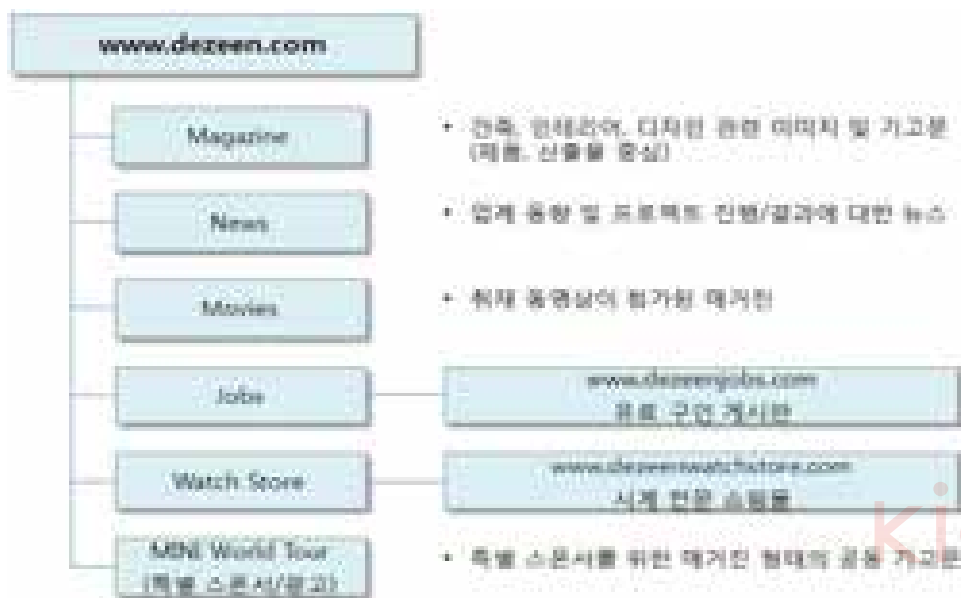 www.dezeen.com
Magazine
• 건축, 인테리어, 디자인 관련 이미지 및 기고문
(제품, 산출물 중심)
News
• 업계 동향 및 프로젝트 진행/결과에 대한 뉴스
Movies
• 취재 동영상이 첨가된 매거진
Jobs
www.dezeenjobs.com
유료 구인 게시판
Watch Store
www.dezeenwatchstore.com
시계 전문 쇼핑몰
MINI World Tour
(특별 스폰서/광고)
• 특별 스폰서를 위한 매거진 형태의 공동 기고문